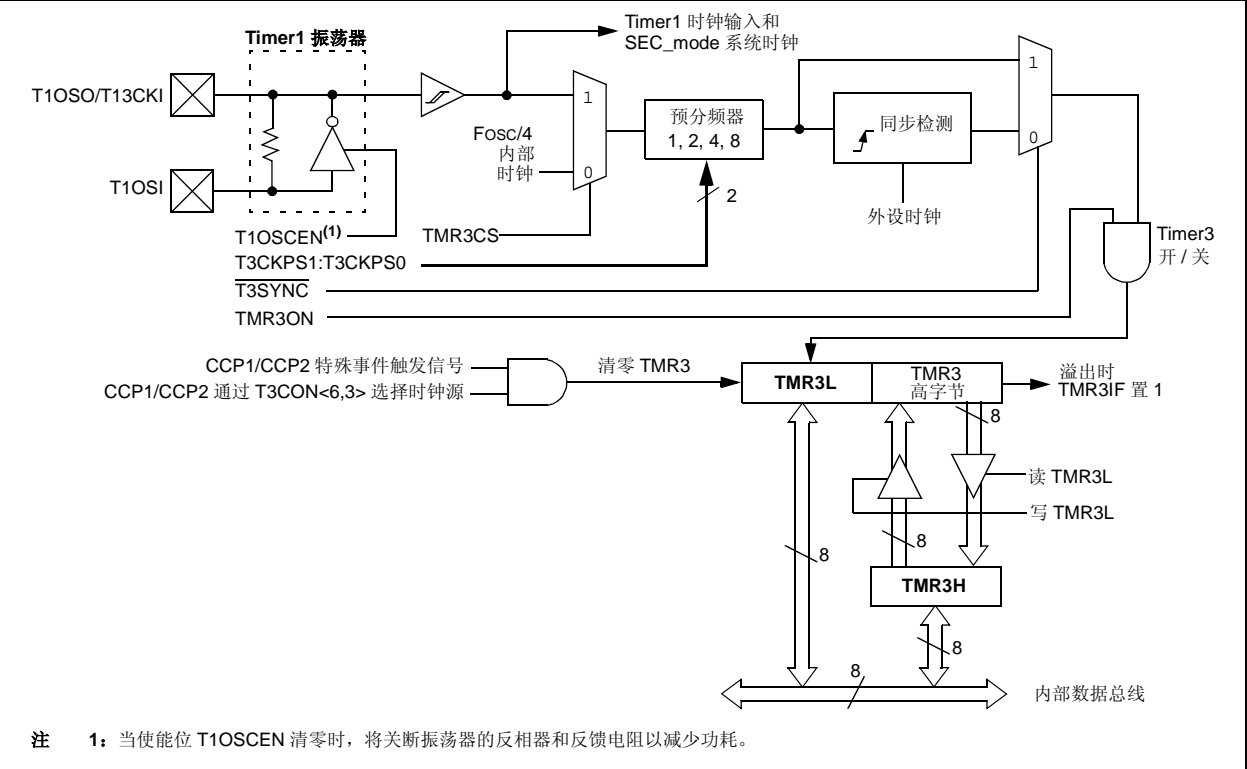 Timer1 振荡器
Timer1 时钟输入和
SEC_mode 系统时钟
T1OSO/T13CKI
T1OSI
1
FOSC/4
内部
时钟
0
预分频器
1, 2, 4, 8
2
同步检测
外设时钟
1
0
T1OSCEN(1)
TMR3CS
T3CKPS1:T3CKPS0
T3SYNC
TMR3ON
Timer3
开 / 关
CCP1/CCP2 特殊事件触发信号
CCP1/CCP2 通过 T3CON<6,3> 选择时钟源
清零 TMR3
TMR3L
TMR3
高字节
溢出时
TMR3IF 置 1
8
读 TMR3L
写 TMR3L
8
8
TMR3H
8
8
内部数据总线
注 1：当使能位 T1OSCEN 清零时，将关断振荡器的反相器和反馈电阻以减少功耗。